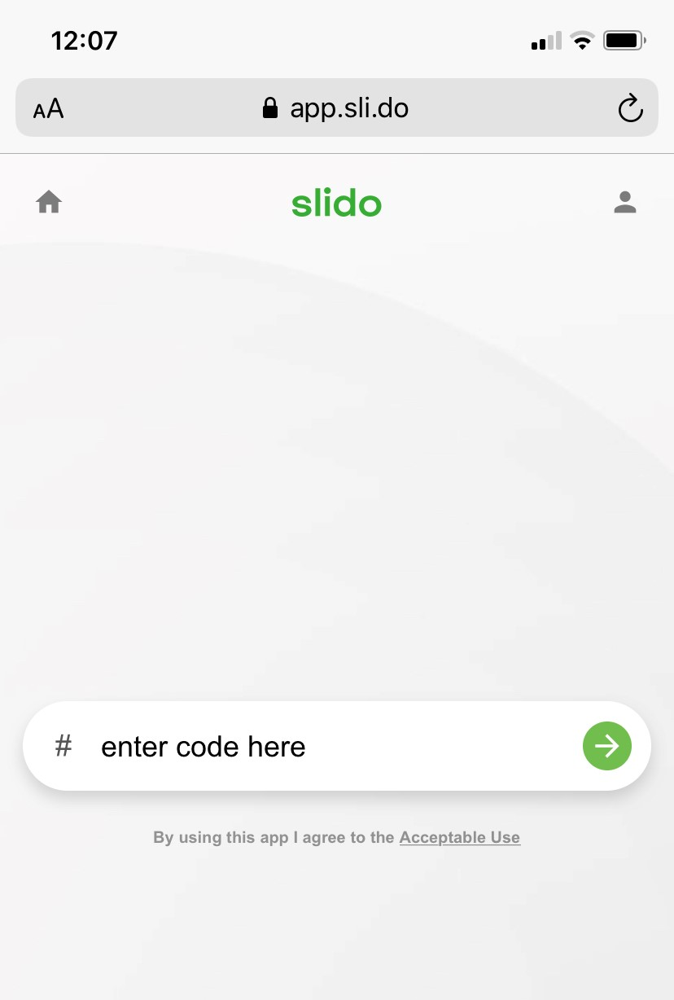 12:07
AA app.sli.do
slido
# enter code here
By using this app I agree to the Acceptable Use